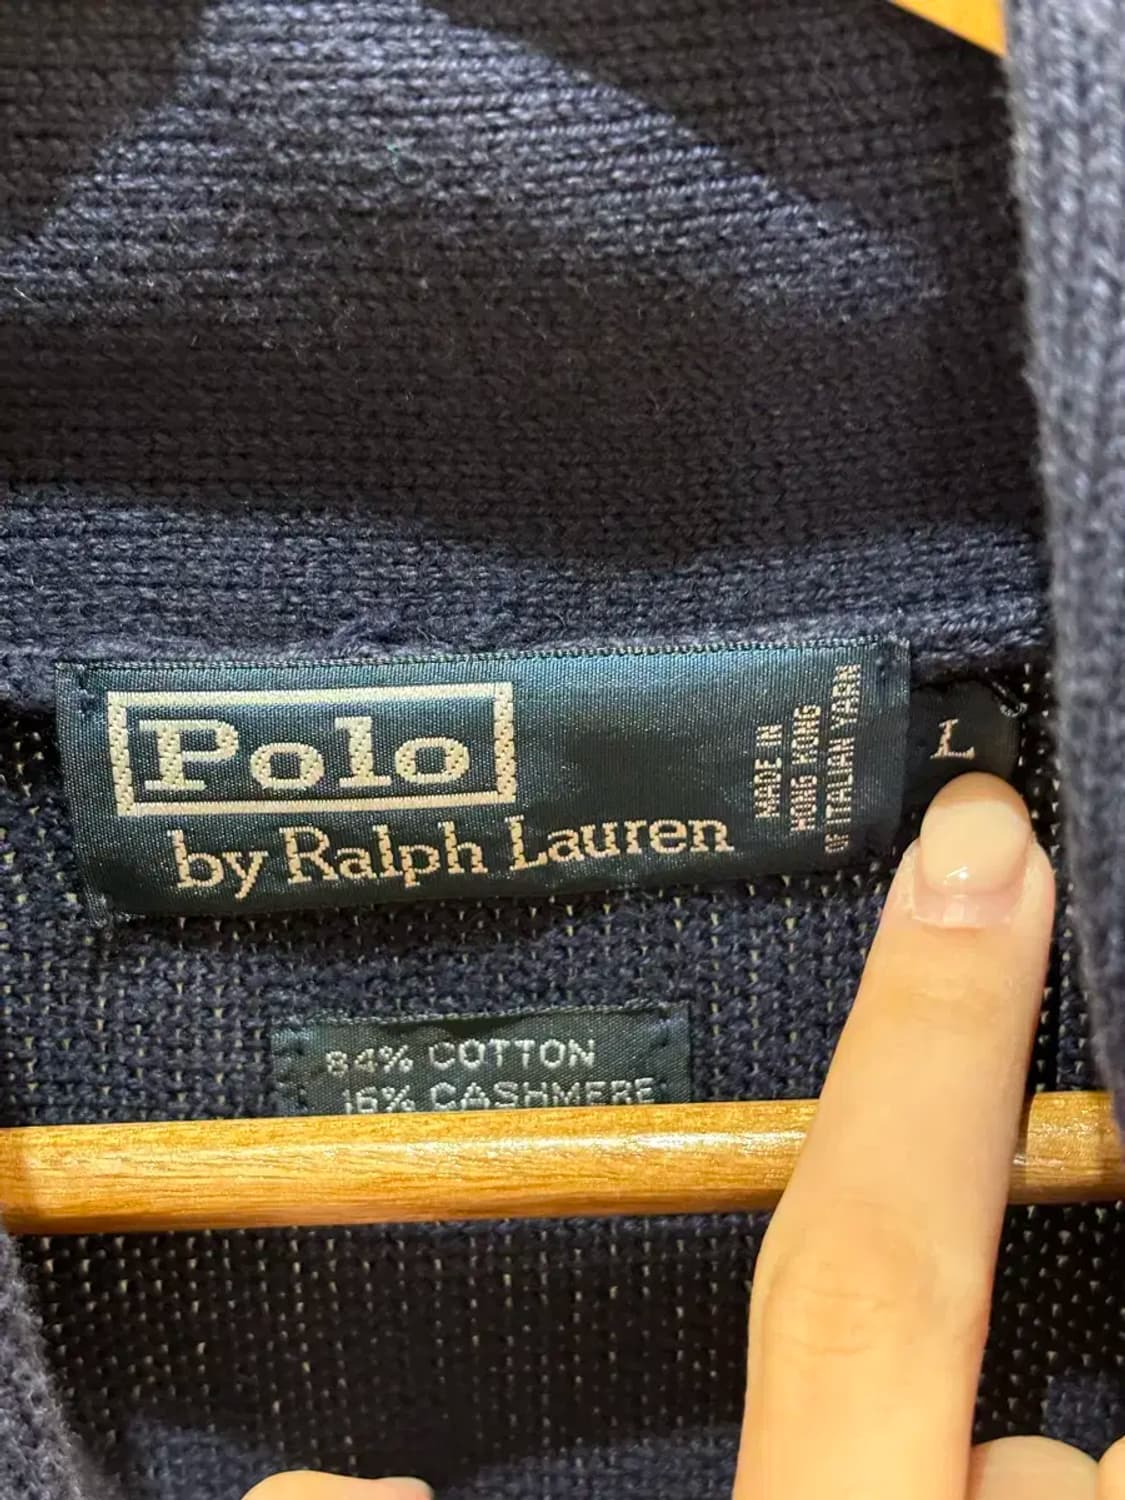 Polo
by Ralph Lauren
MADE IN
HONG KONG
OF ITALIAN YARN
L
84% COTTON
16% CASHMERE